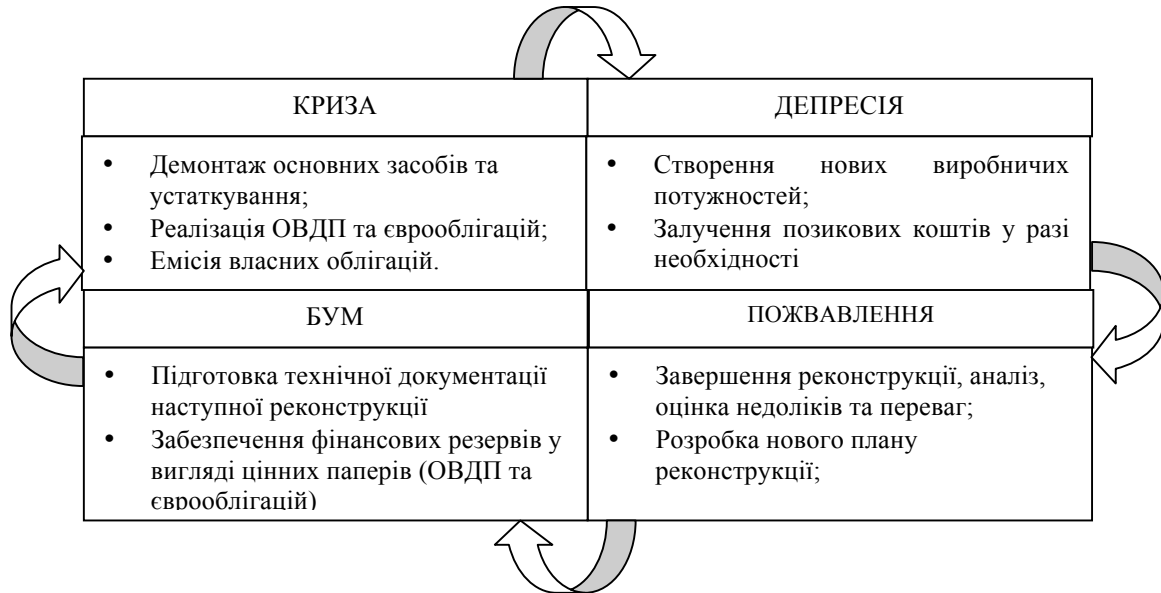 КРИЗА
ДЕПРЕСІЯ
• Демонтаж основних засобів та
устаткування;
• Реалізація ОВДП та єврооблігацій;
• Емісія власних облігацій.
• Створення нових виробничих
потужностей;
• Залучення позикових коштів у разі
необхідності
БУМ
ПОЖВАВЛЕННЯ
• Підготовка технічної документації
наступної реконструкції
• Забезпечення фінансових резервів у
вигляді цінних паперів (ОВДП та
єврооблігацій)
• Завершення реконструкції, аналіз,
оцінка недоліків та переваг;
• Розробка нового плану
реконструкції;